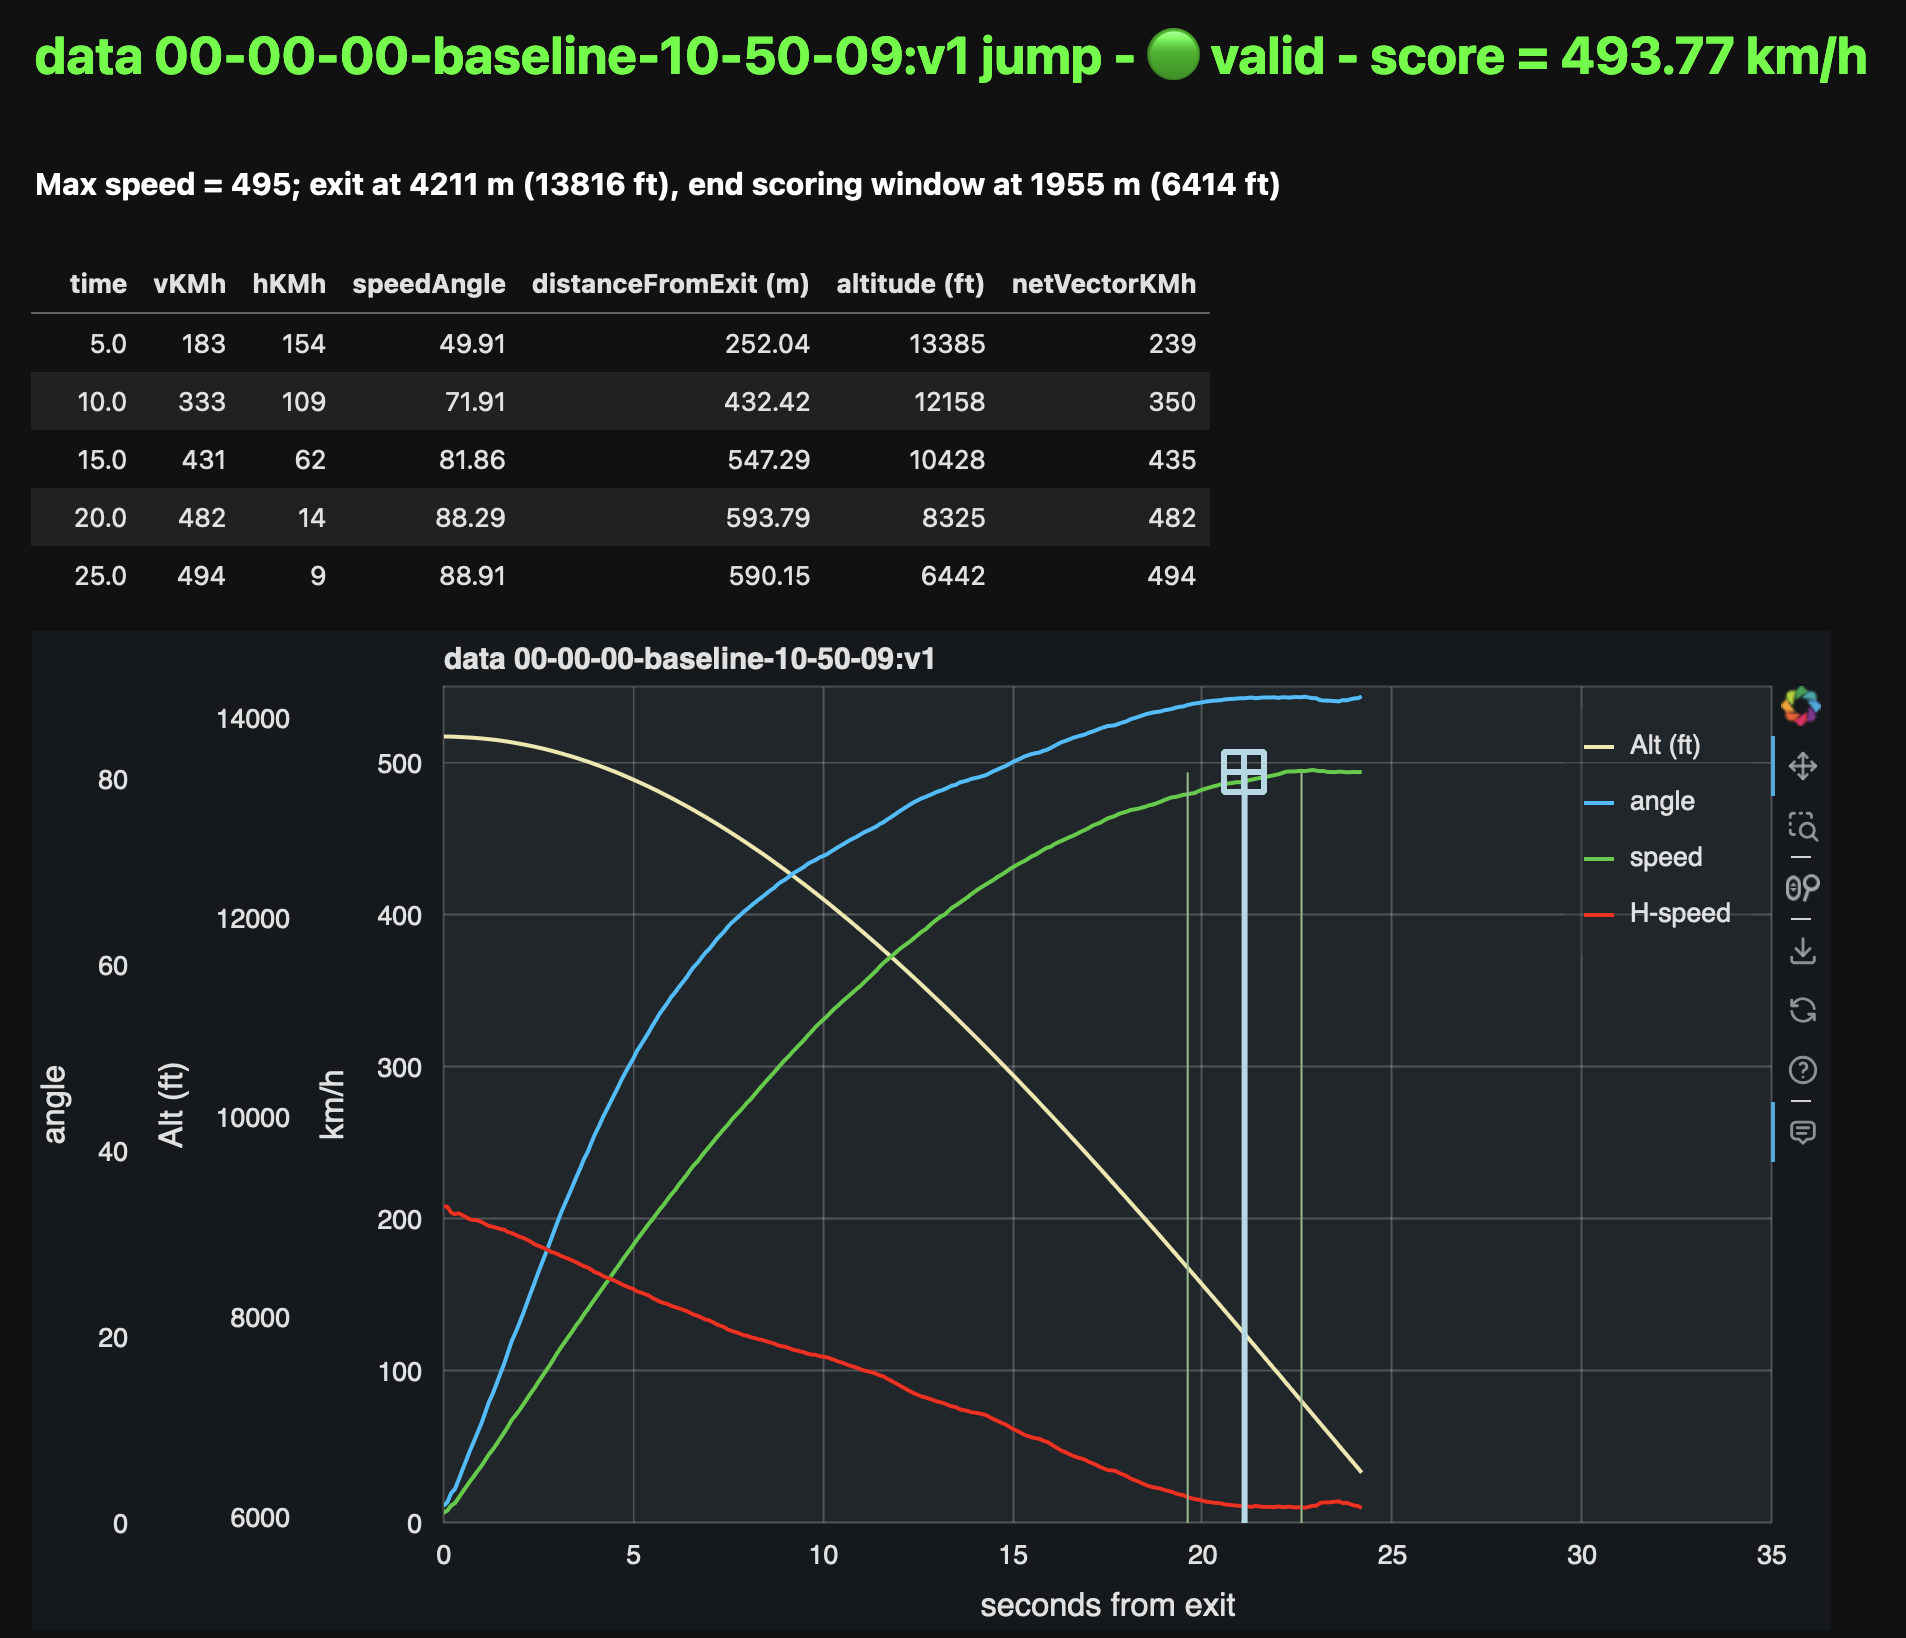 data 00-00-00-baseline-10-50-09:v1 jump - 🟢 valid - score = 493.77 km/h
Max speed = 495; exit at 4211 m (13816 ft), end scoring window at 1955 m (6414 ft)
time vKMh hKMh speedAngle distanceFromExit (m) altitude (ft) netVectorKMh
5.0 183 154 49.91 252.04 13385 239
10.0 333 109 71.91 432.42 12158 350
15.0 431 62 81.86 547.29 10428 435
20.0 482 14 88.29 593.79 8325 482
25.0 494 9 88.91 590.15 6442 494
data 00-00-00-baseline-10-50-09:v1
angle
80
60
40
20
0
Alt (ft)
14000
12000
10000
8000
6000
km/h
500
400
300
200
100
0
Alt (ft)
angle
speed
H-speed
0 5 10 15 20 25 30 35
seconds from exit